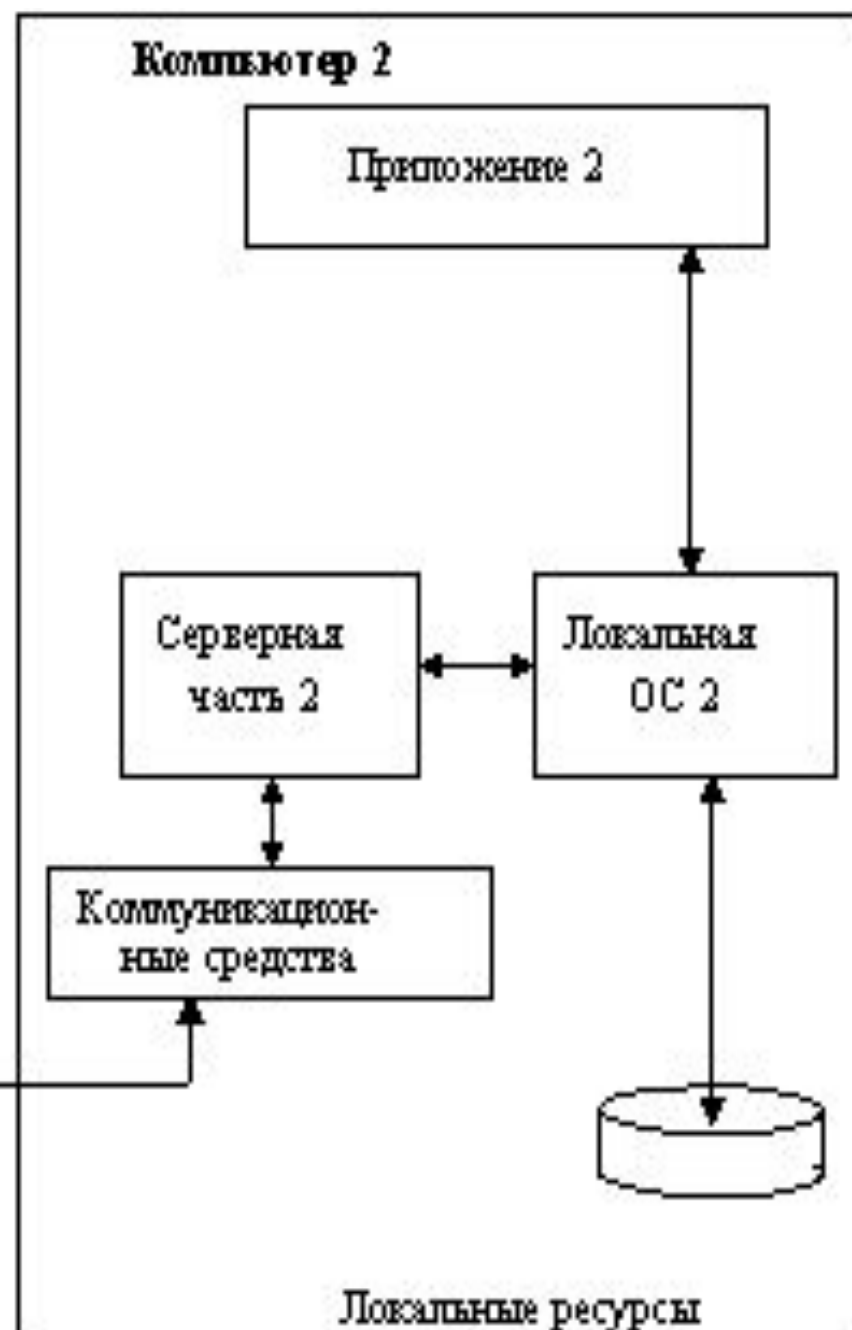 Компьютер 2
Приложение 2
Серверная
часть 2
Локальная
ОС 2
Коммуникацион-
ные средства
Локальные ресурсы